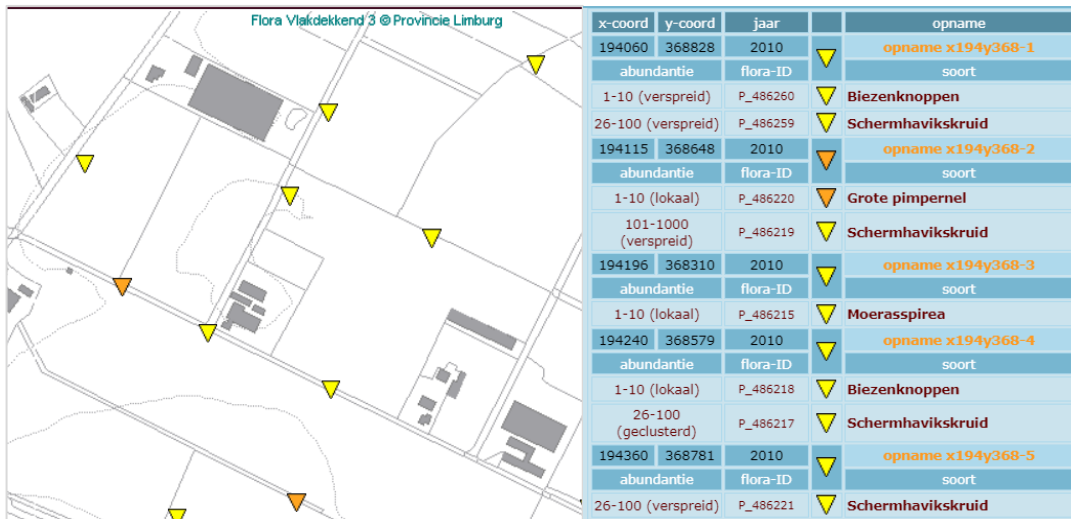 Flora Vlakdekkend 3 © Provincie Limburg
x-coord y-coord jaar opname
194060 368828 2010 opname x194y368-1
abundantie flora-ID soort
1-10 (verspreid) P_486260 Biezenknoppen
26-100 (verspreid) P_486259 Schermhavikskruid
194115 368648 2010 opname x194y368-2
abundantie flora-ID soort
1-10 (lokaal) P_486220 Grote pimpernel
101-1000
(verspreid) P_486219 Schermhavikskruid
194196 368310 2010 opname x194y368-3
abundantie flora-ID soort
1-10 (lokaal) P_486215 Moerasspirea
194240 368579 2010 opname x194y368-4
abundantie flora-ID soort
1-10 (lokaal) P_486218 Biezenknoppen
26-100
(geclusterd) P_486217 Schermhavikskruid
194360 368781 2010 opname x194y368-5
abundantie flora-ID soort
26-100 (verspreid) P_486221 Schermhavikskruid